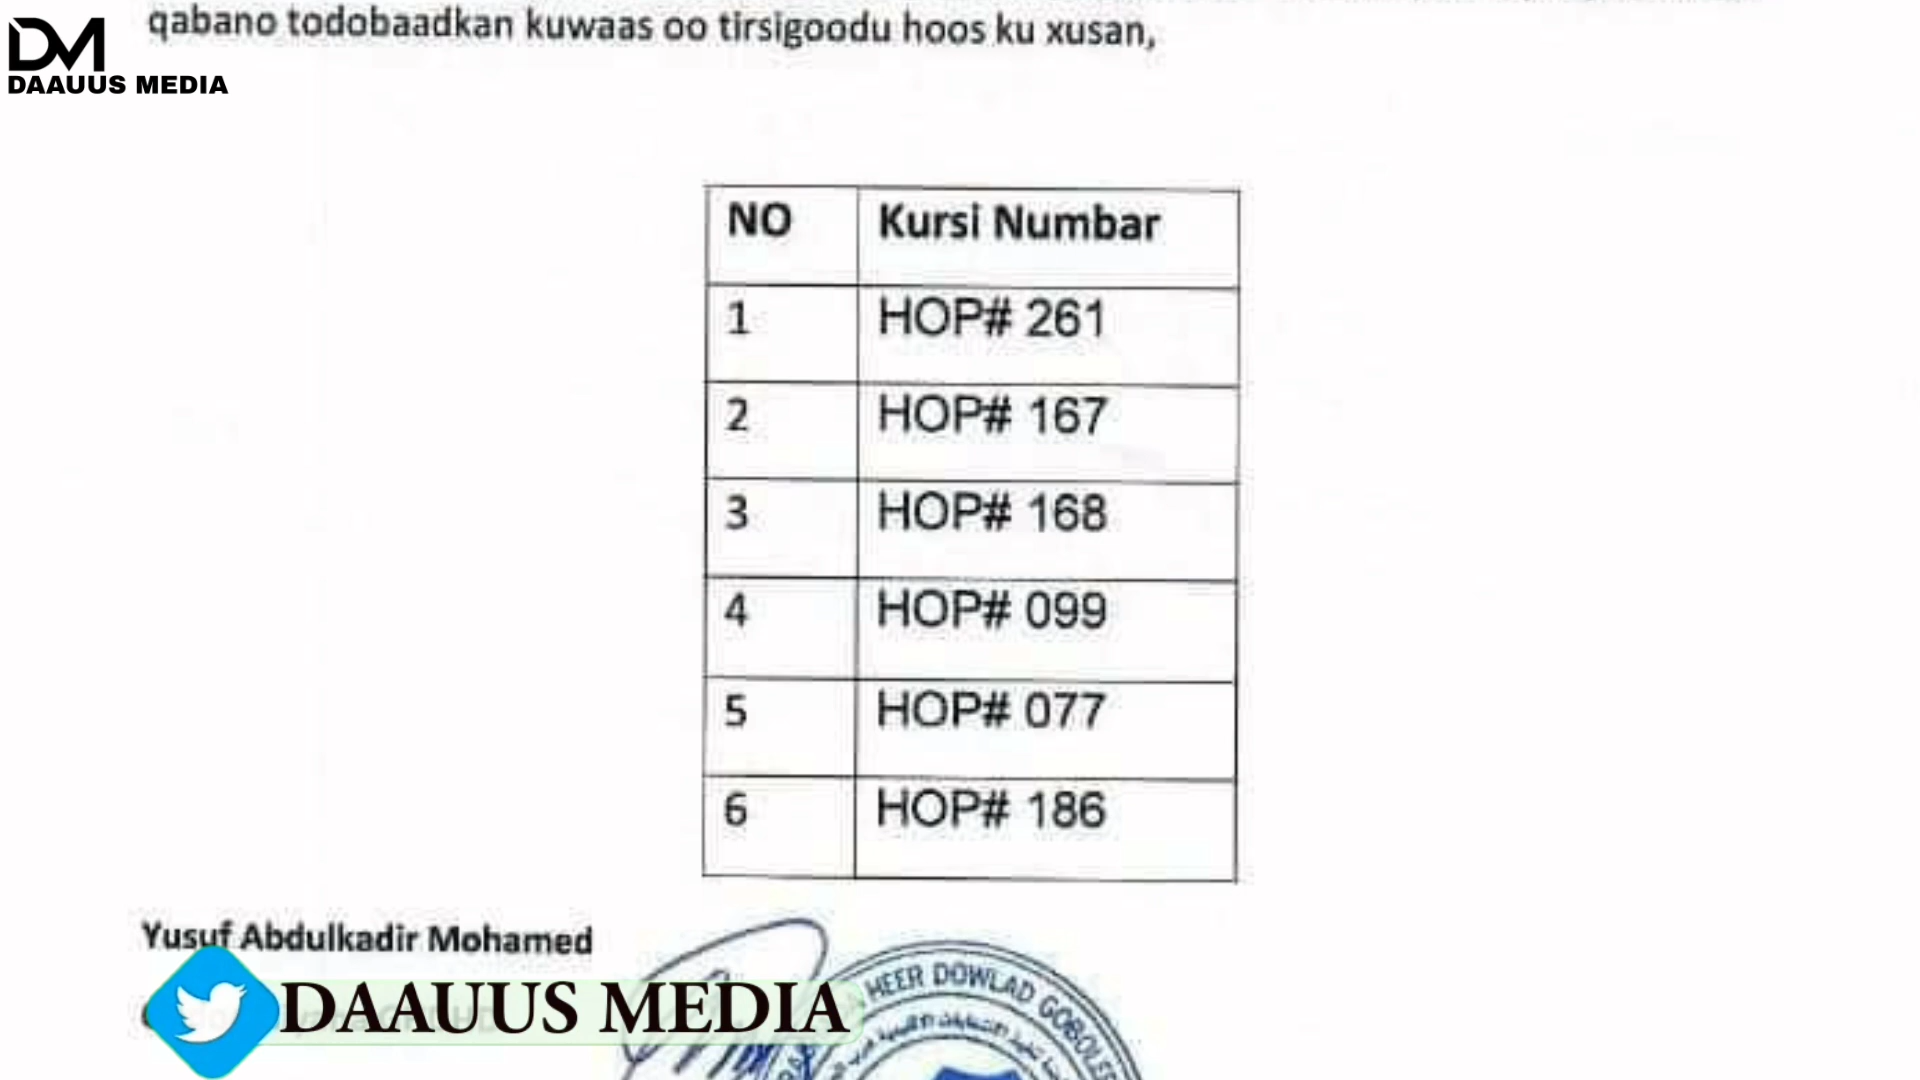 qabano todobaadkan kuwaas oo tirsigoodu hoos ku xusan,
DM
DAAUUS MEDIA
NO Kursi Numbar
1 HOP# 261
2 HOP# 167
3 HOP# 168
4 HOP# 099
5 HOP# 077
6 HOP# 186
Yusuf Abdulkadir Mohamed
DAAUUS MEDIA
HEER DOWLAD